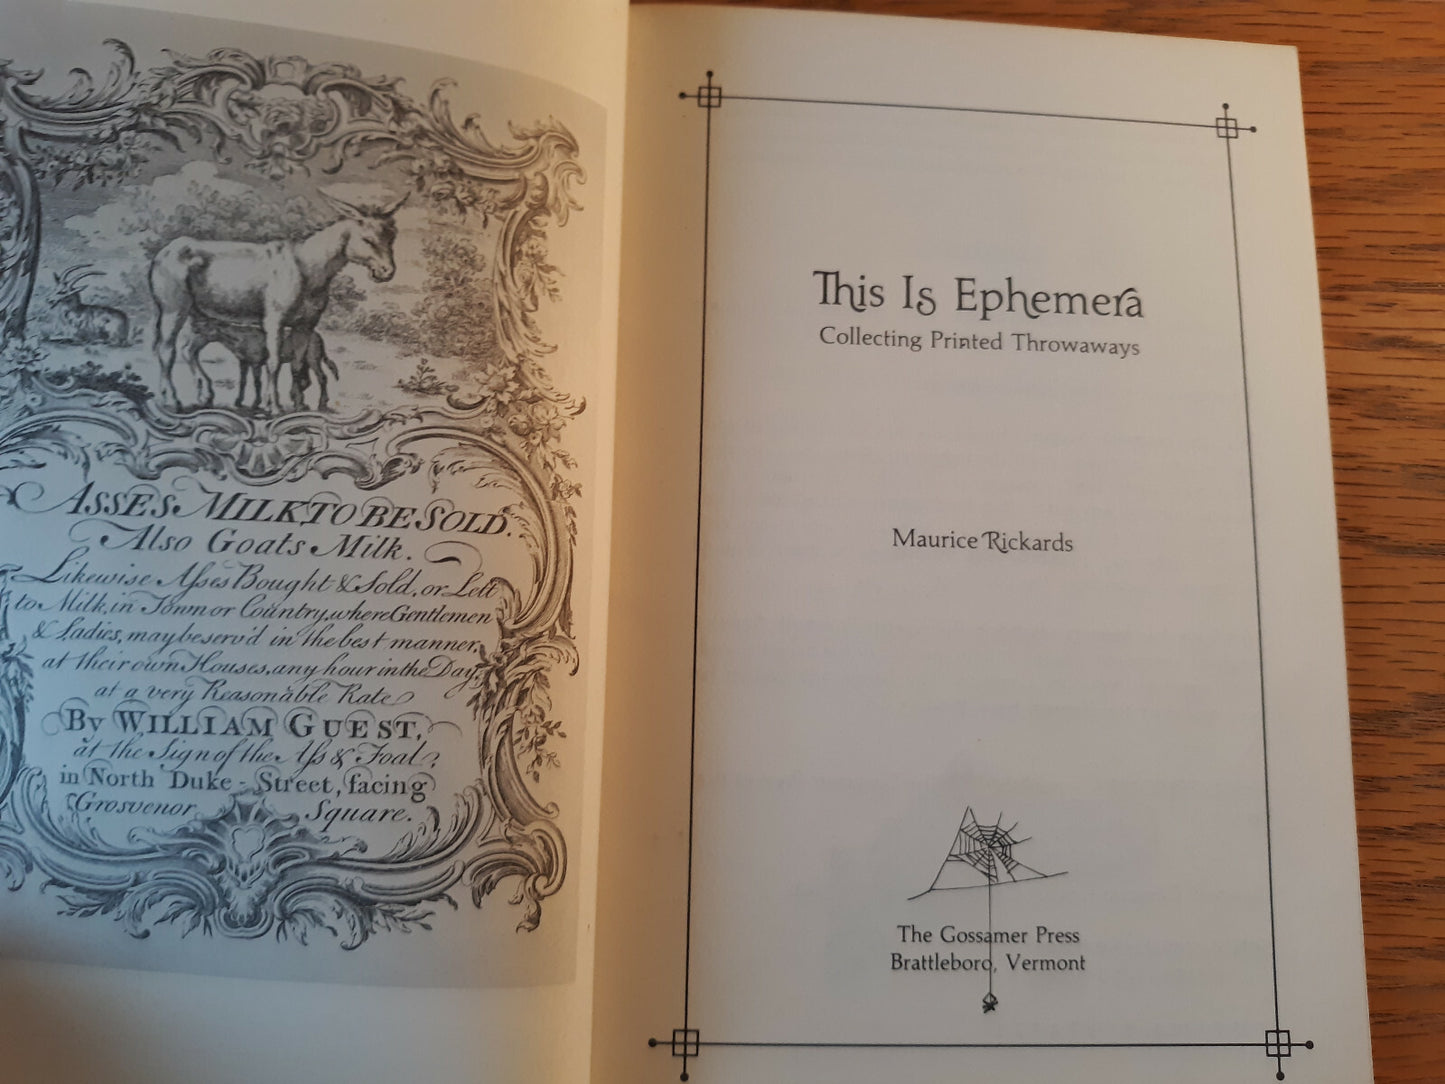 ASSES MILK TO BE SOLD.
Also Goats Milk.
Likewise Aſses Bought & Sold, or Lett
to Milk, in Town or Country, where Gentlemen
& Ladies, may be serv'd in the best manner,
at their own Houses, any hour in the Day,
at a very Reasonable Rate
By WILLIAM GUEST,
at the Sign of the Aſs & Foal,
in North Duke-Street, facing
Grosvenor Square.
This Is Ephemera
Collecting Printed Throwaways
Maurice Rickards
The Gossamer Press
Brattleboro, Vermont